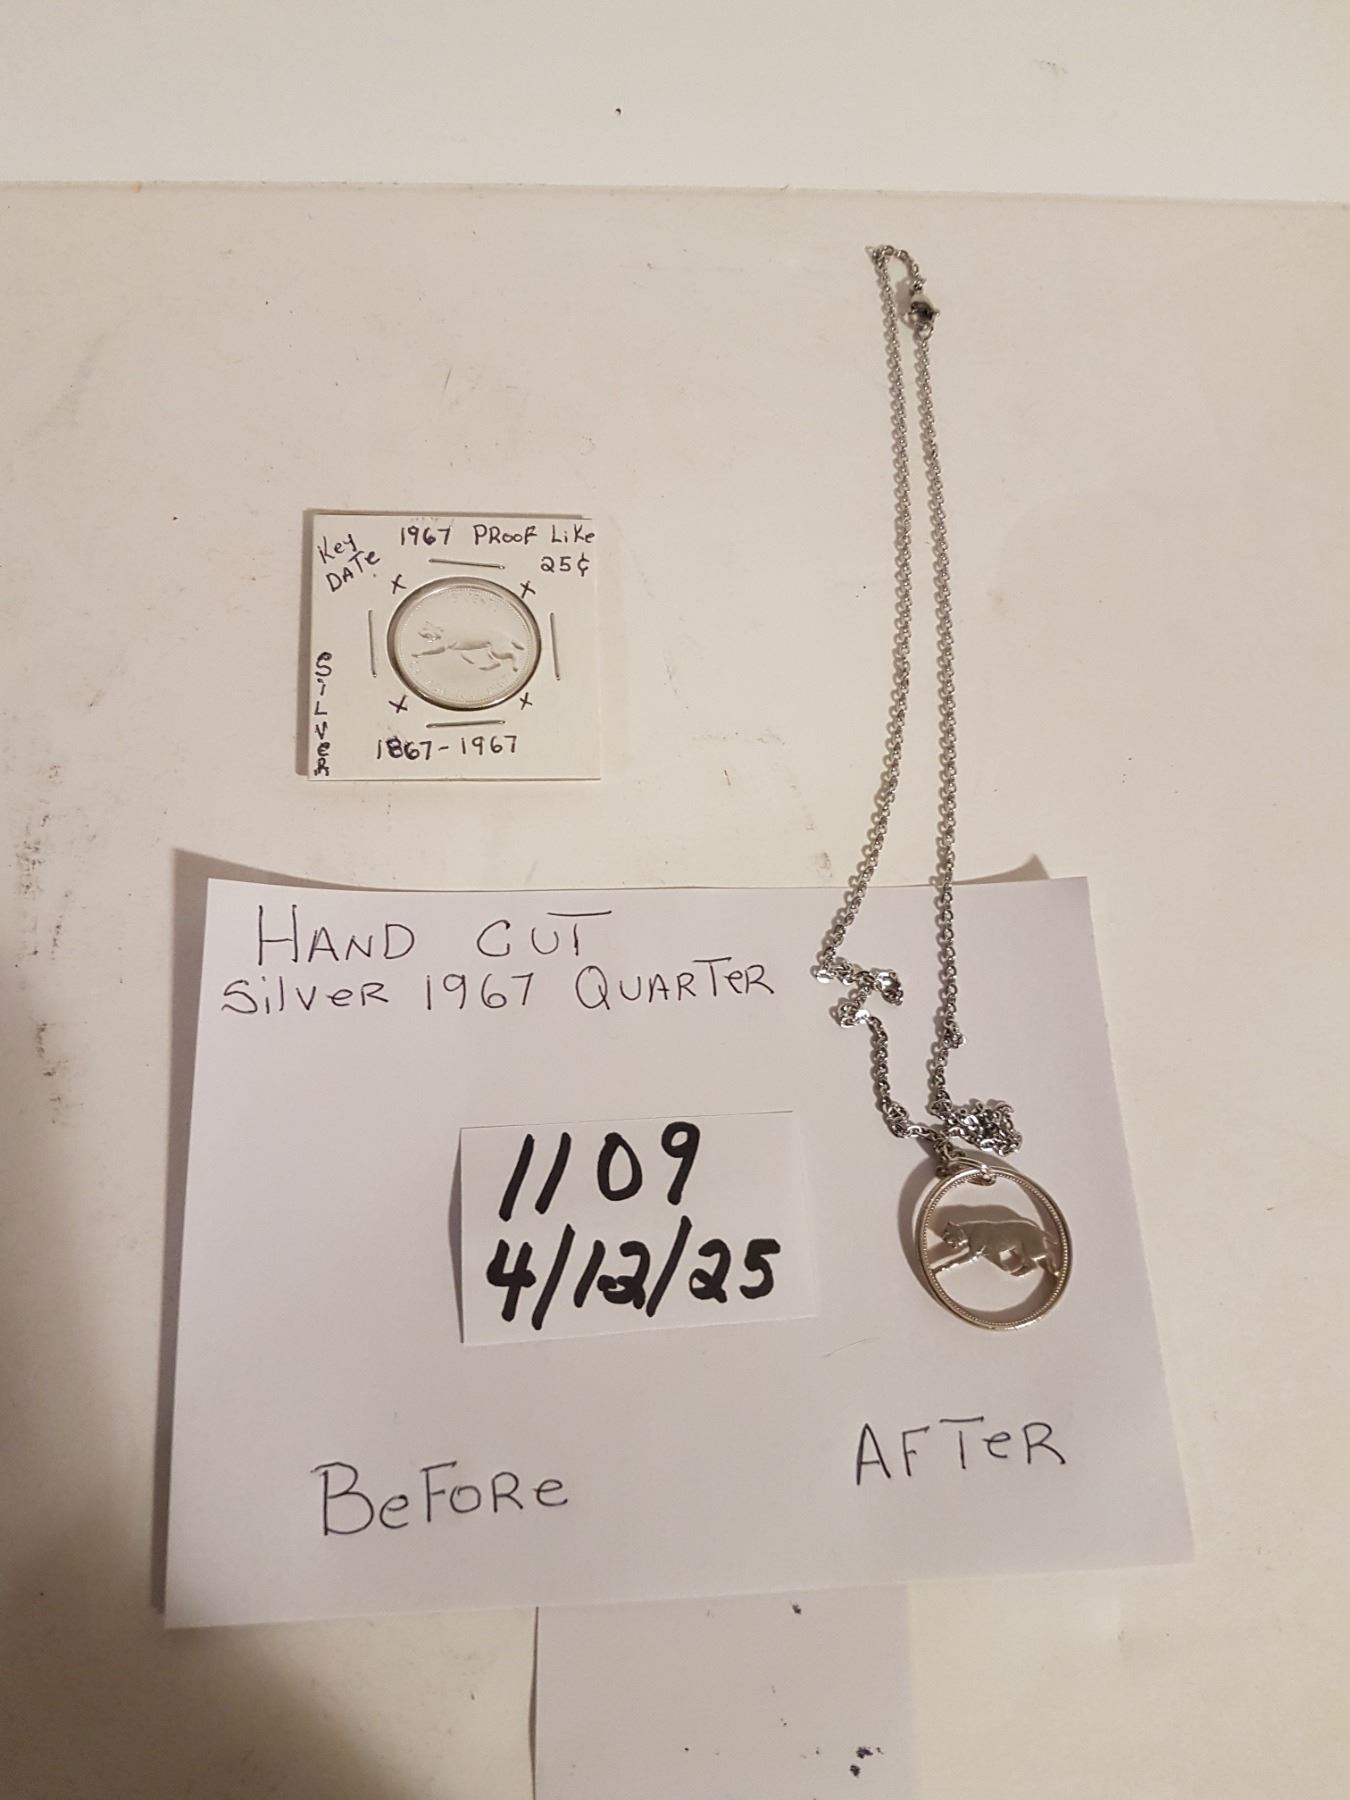 Key
DATE
1967 PROOF LIKE
25¢
x x
SILVER
x x
1867-1967
HAND CUT
SilVeR 1967 QUARTeR
1109
4/12/25
BeFORe
AFTeR